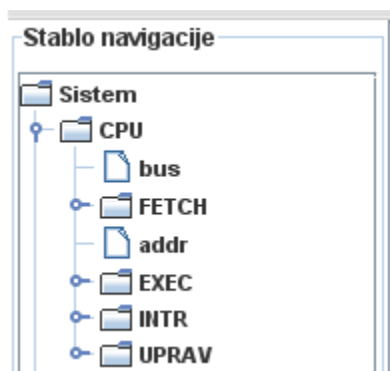 Stablo navigacije
Sistem
CPU
bus
FETCH
addr
EXEC
INTR
UPRAV